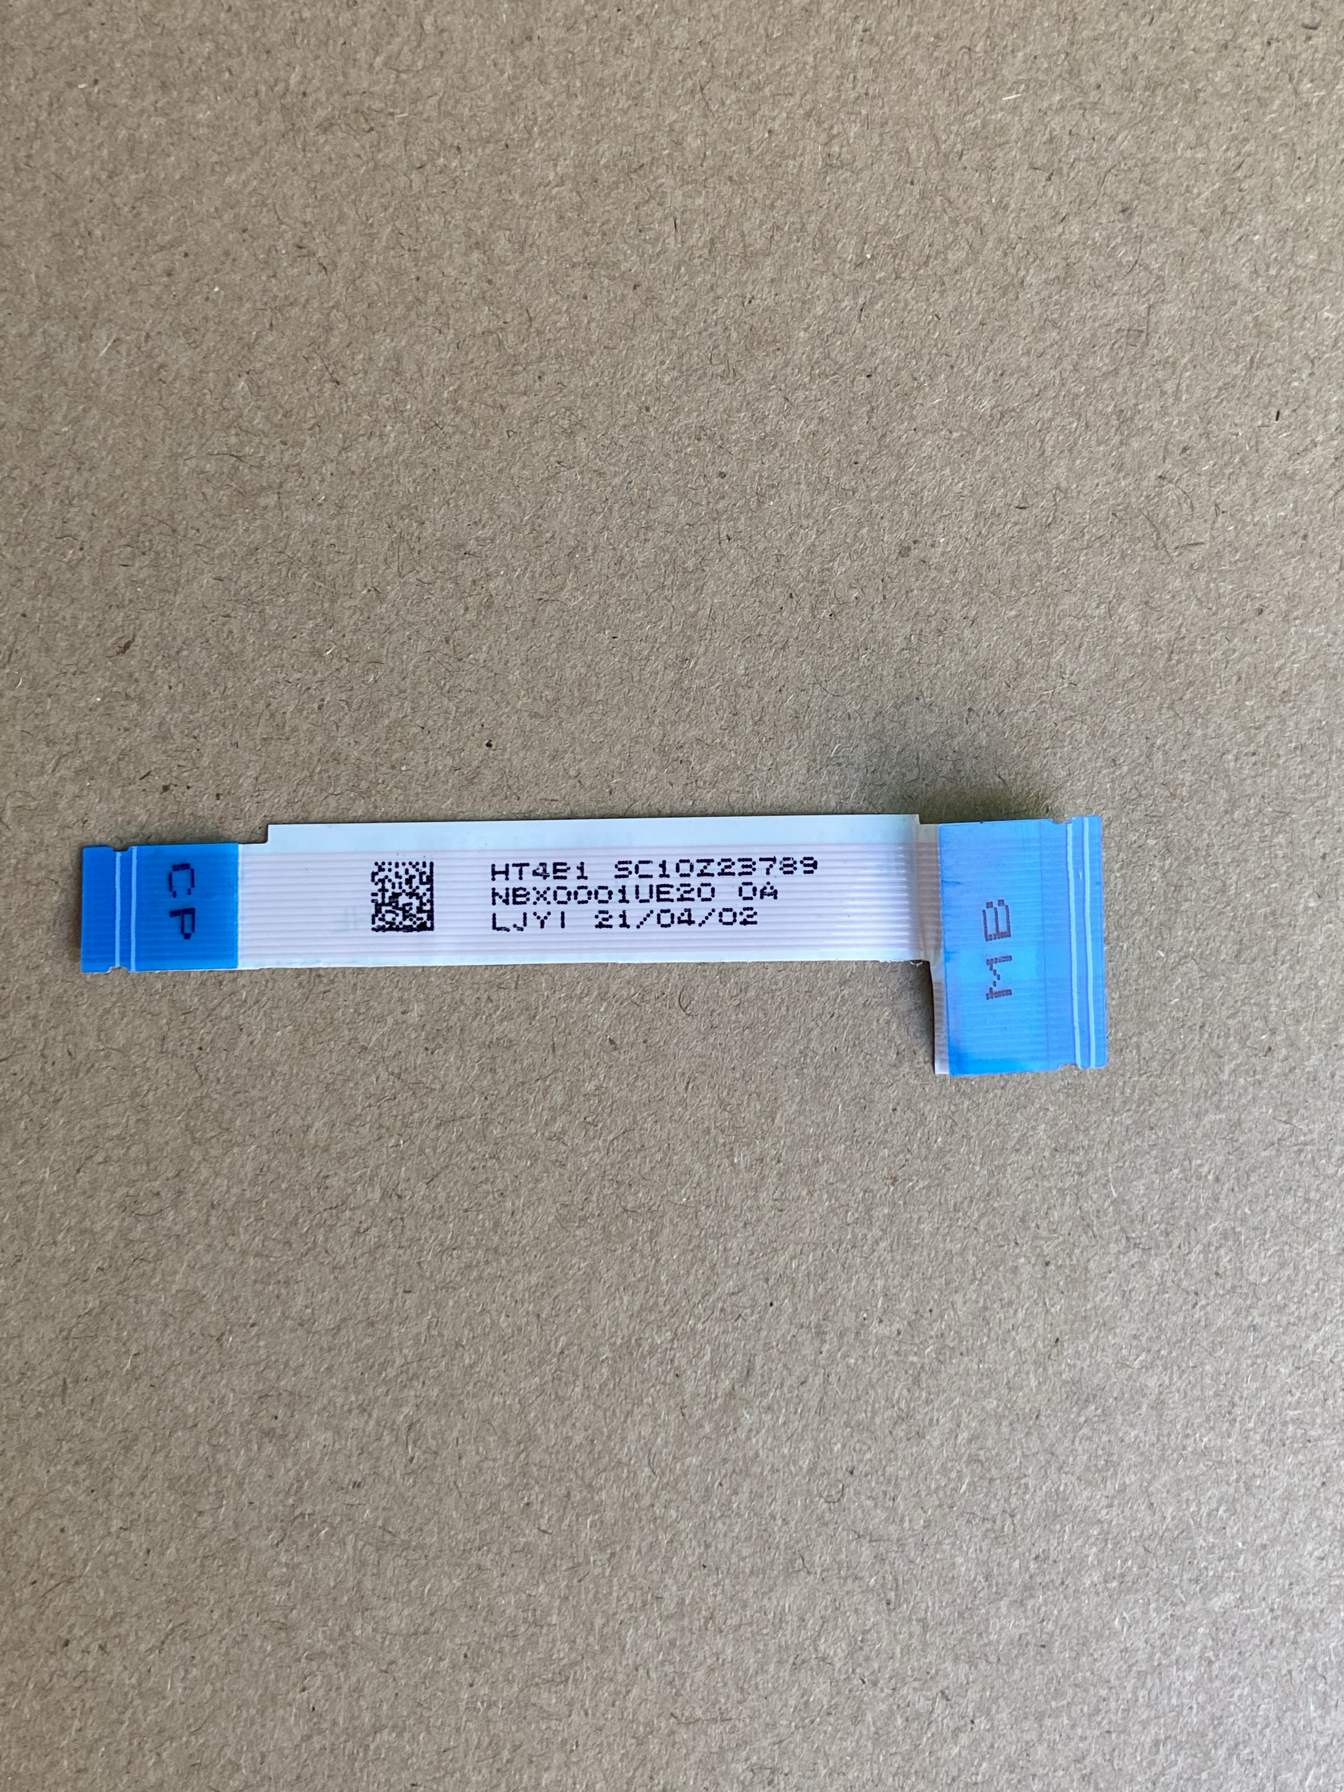 CP
HT4B1 SC10Z23789
NBX0001UE20 0A
LJYI 21/04/02
MB